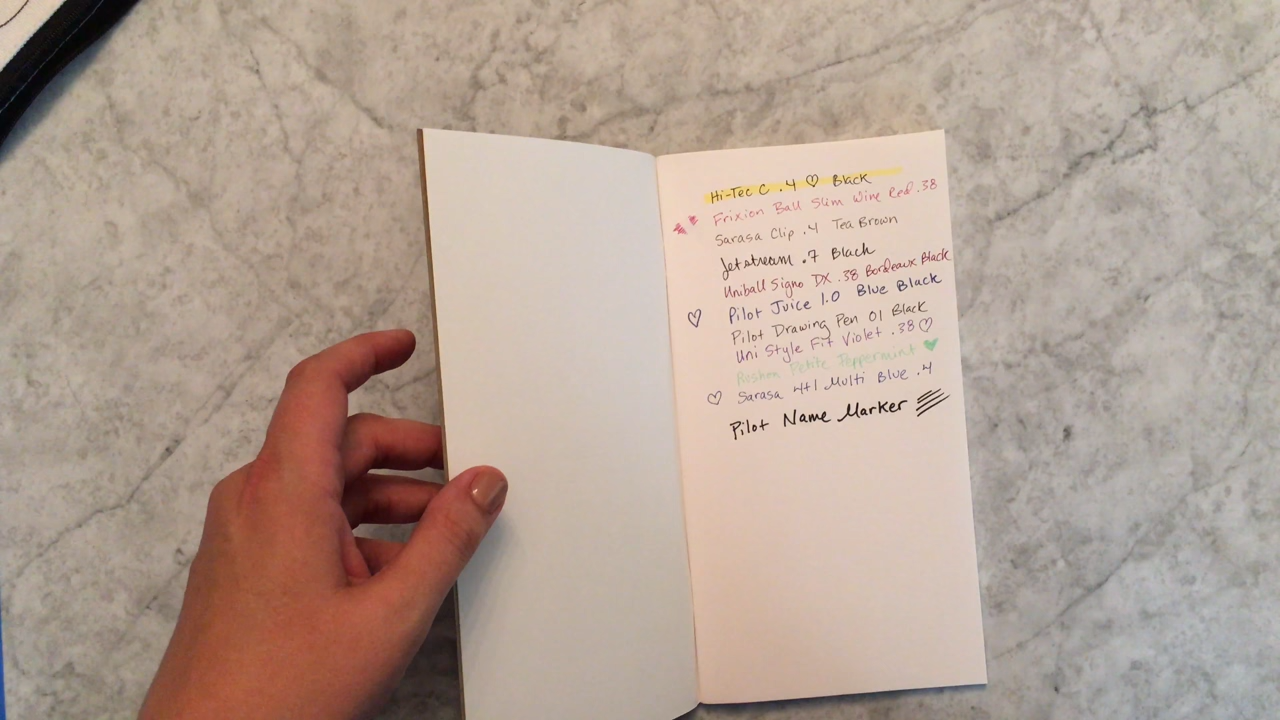 Hi-Tec C .4 ♡ Black
Frixion Ball Slim Wine Red .38
Sarasa Clip .4 Tea Brown
Jetstream .7 Black
Uniball Signo DX .38 Bordeaux Black
Pilot Juice 1.0 Blue Black
Pilot Drawing Pen 01 Black
Uni Style Fit Violet .38 ♡
Petite Peppermint ♥
Sarasa 4+1 Multi Blue .4
Pilot Name Marker